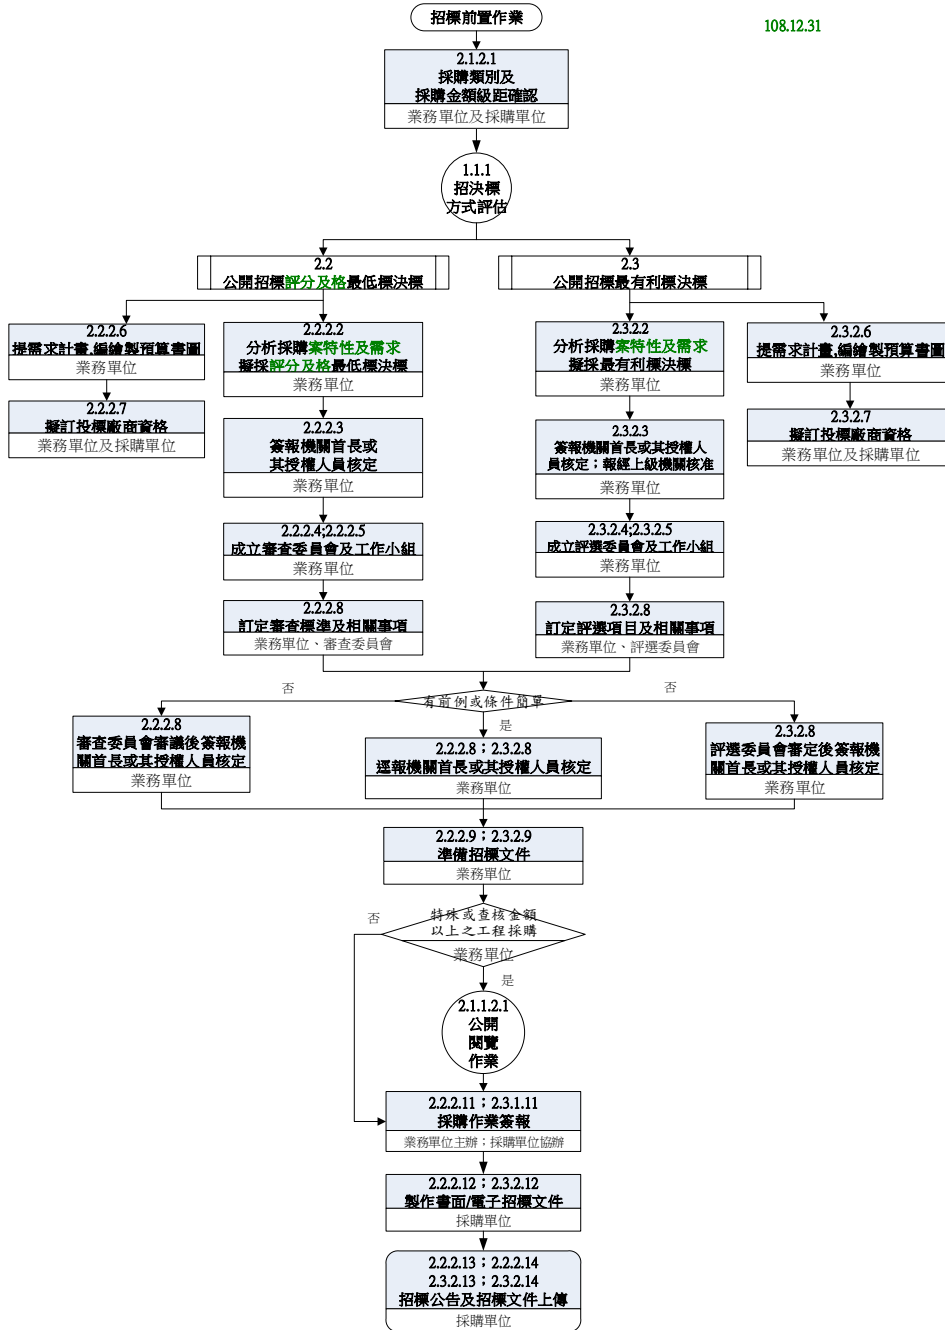 招標前置作業
108.12.31
2.1.2.1
採購類別及
採購金額級距確認
業務單位及採購單位
1.1.1
招決標
方式評估
2.2
公開招標評分及格最低標決標
2.3
公開招標最有利標決標
2.2.2.6
提需求計畫,編繪製預算書圖
業務單位
2.2.2.7
擬訂投標廠商資格
業務單位及採購單位
2.2.2.2
分析採購案特性及需求
擬採評分及格最低標決標
業務單位
2.2.2.3
簽報機關首長或
其授權人員核定
業務單位
2.2.2.4;2.2.2.5
成立審查委員會及工作小組
業務單位
2.2.2.8
訂定審查標準及相關事項
業務單位、審查委員會
2.3.2.2
分析採購案特性及需求
擬採最有利標決標
業務單位
2.3.2.3
簽報機關首長或其授權人
員核定；報經上級機關核准
業務單位
2.3.2.4;2.3.2.5
成立評選委員會及工作小組
業務單位
2.3.2.8
訂定評選項目及相關事項
業務單位、評選委員會
2.3.2.6
提需求計畫,編繪製預算書圖
業務單位
2.3.2.7
擬訂投標廠商資格
業務單位及採購單位
有前例或條件簡單
否
是
否
2.2.2.8
審查委員會審議後簽報機
關首長或其授權人員核定
業務單位
2.2.2.8；2.3.2.8
逕報機關首長或其授權人員核定
業務單位
2.3.2.8
評選委員會審定後簽報機
關首長或其授權人員核定
業務單位
2.2.2.9；2.3.2.9
準備招標文件
業務單位
特殊或查核金額
以上之工程採購
業務單位
否
是
2.1.1.2.1
公開
閱覽
作業
2.2.2.11；2.3.1.11
採購作業簽報
業務單位主辦；採購單位協辦
2.2.2.12；2.3.2.12
製作書面/電子招標文件
採購單位
2.2.2.13；2.2.2.14
2.3.2.13；2.3.2.14
招標公告及招標文件上傳
採購單位